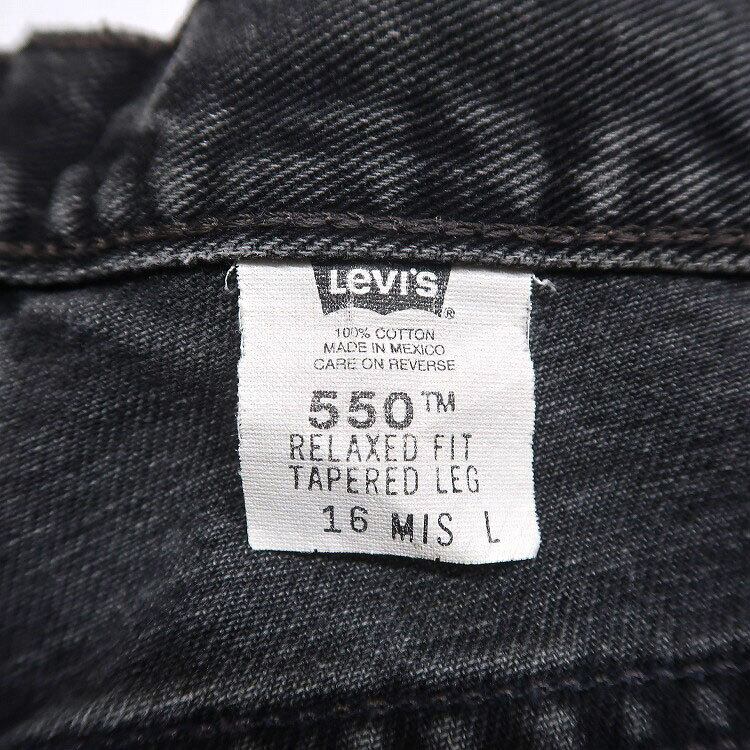 Levi's
®
100% COTTON
MADE IN MEXICO
CARE ON REVERSE
550™
RELAXED FIT
TAPERED LEG
16 MIS L